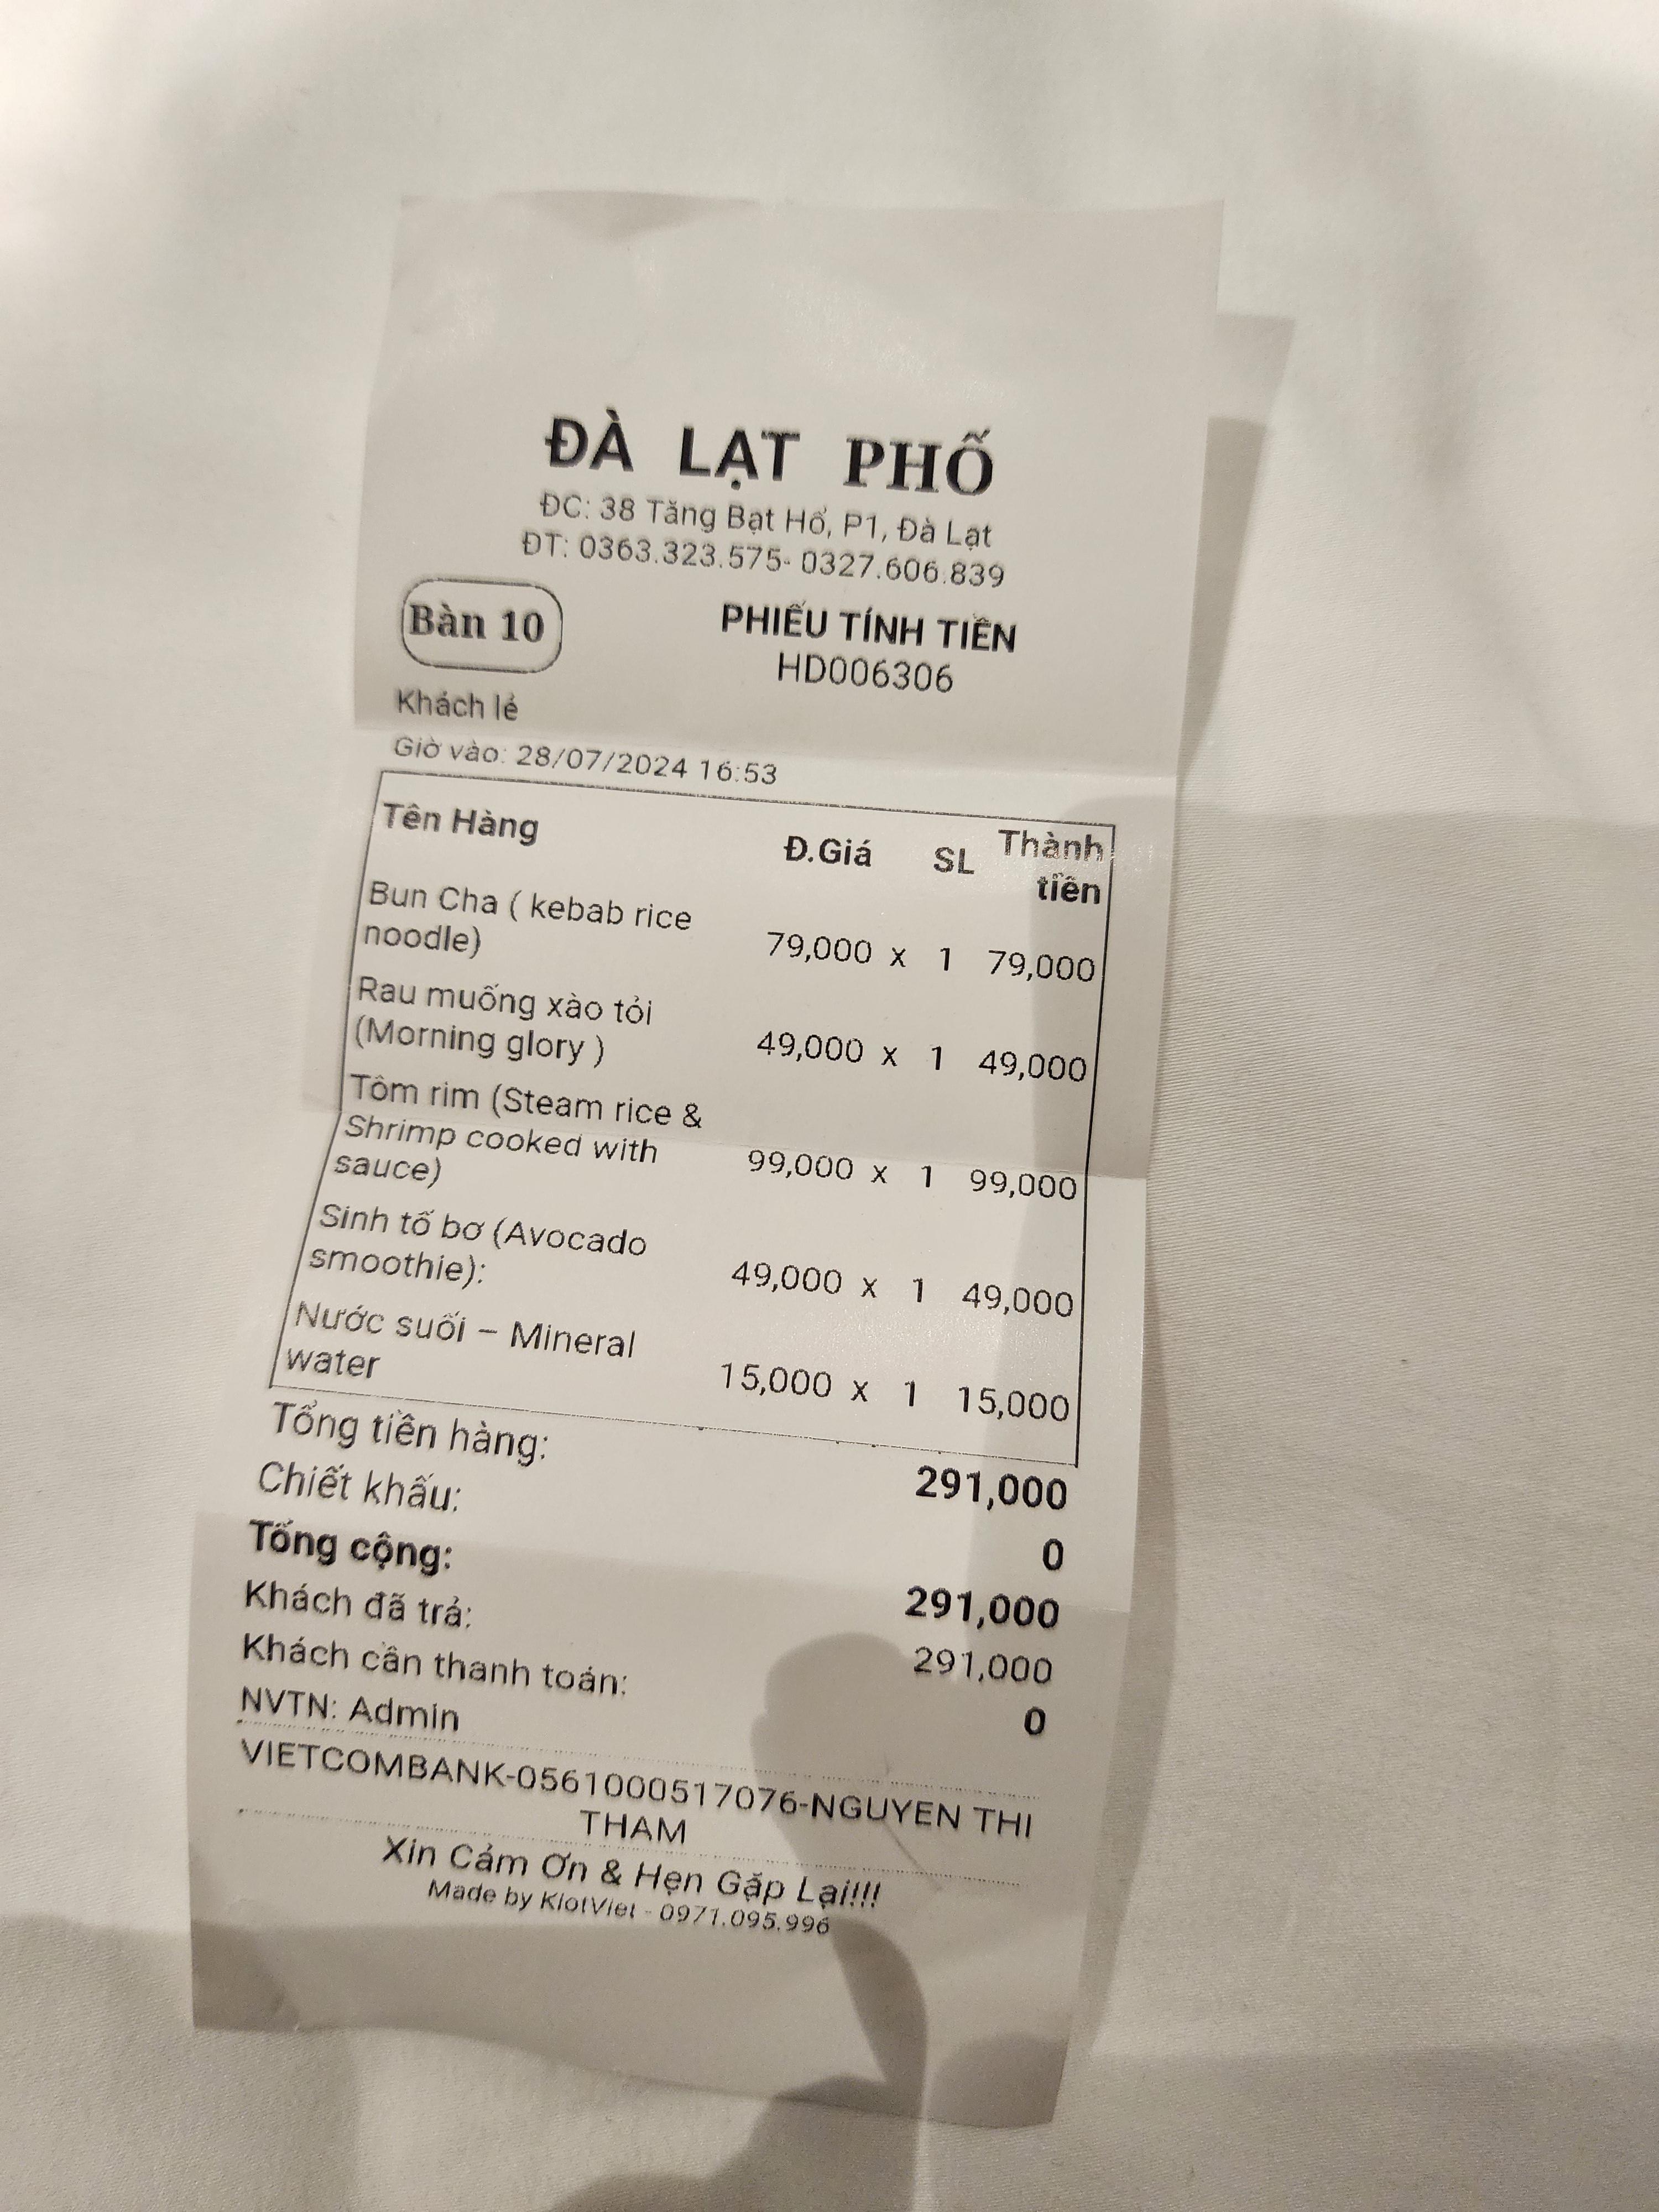 ĐÀ LẠT PHỐ
ĐC: 38 Tăng Bạt Hổ, P1, Đà Lạt
ĐT: 0363.323.575- 0327.606.839
Bàn 10
PHIẾU TÍNH TIỀN
HD006306
Khách lẻ
Giờ vào: 28/07/2024 16:53
Tên Hàng Đ.Giá SL Thành
tiền
Bun Cha ( kebab rice
noodle) 79,000 x 1 79,000
Rau muống xào tỏi
(Morning glory ) 49,000 x 1 49,000
Tôm rim (Steam rice &
Shrimp cooked with
sauce) 99,000 x 1 99,000
Sinh tố bơ (Avocado
smoothie): 49,000 x 1 49,000
Nước suối – Mineral
water 15,000 x 1 15,000
Tổng tiền hàng: 291,000
Chiết khấu: 0
Tổng cộng: 291,000
Khách đã trả: 291,000
Khách cần thanh toán: 0
NVTN: Admin
VIETCOMBANK-0561000517076-NGUYEN THI
THAM
Xin Cảm Ơn & Hẹn Gặp Lại!!!
Made by KiotViet - 0971.095.996